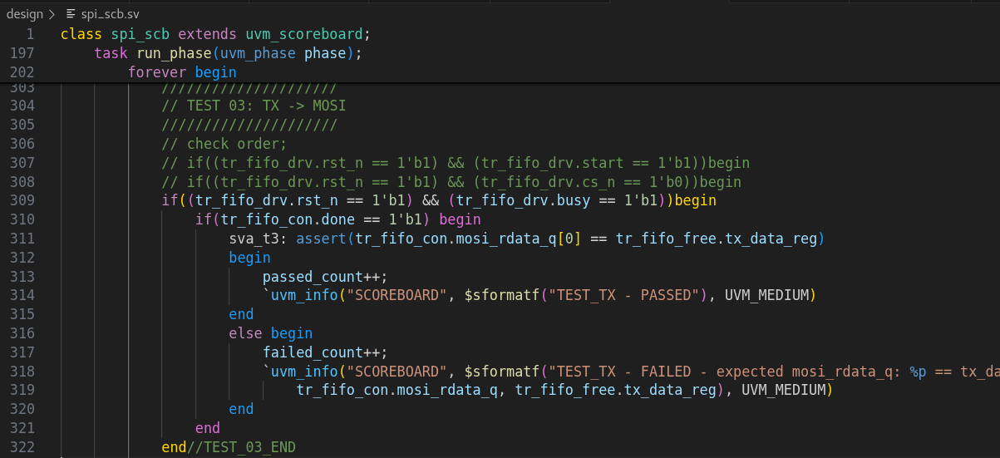 design > spi_scb.sv
1 class spi_scb extends uvm_scoreboard;
197 task run_phase(uvm_phase phase);
202 forever begin
303 /////////////////////
304 // TEST 03: TX -> MOSI
305 /////////////////////
306 // check order;
307 // if((tr_fifo_drv.rst_n == 1'b1) && (tr_fifo_drv.start == 1'b1))begin
308 // if((tr_fifo_drv.rst_n == 1'b1) && (tr_fifo_drv.cs_n == 1'b0))begin
309 if((tr_fifo_drv.rst_n == 1'b1) && (tr_fifo_drv.busy == 1'b1))begin
310 if(tr_fifo_con.done == 1'b1) begin
311 sva_t3: assert(tr_fifo_con.mosi_rdata_q[0] == tr_fifo_free.tx_data_reg)
312 begin
313 passed_count++;
314 `uvm_info("SCOREBOARD", $sformatf("TEST_TX - PASSED"), UVM_MEDIUM)
315 end
316 else begin
317 failed_count++;
318 `uvm_info("SCOREBOARD", $sformatf("TEST_TX - FAILED - expected mosi_rdata_q: %p == tx_da
319 tr_fifo_con.mosi_rdata_q, tr_fifo_free.tx_data_reg), UVM_MEDIUM)
320 end
321 end
322 end//TEST_03_END